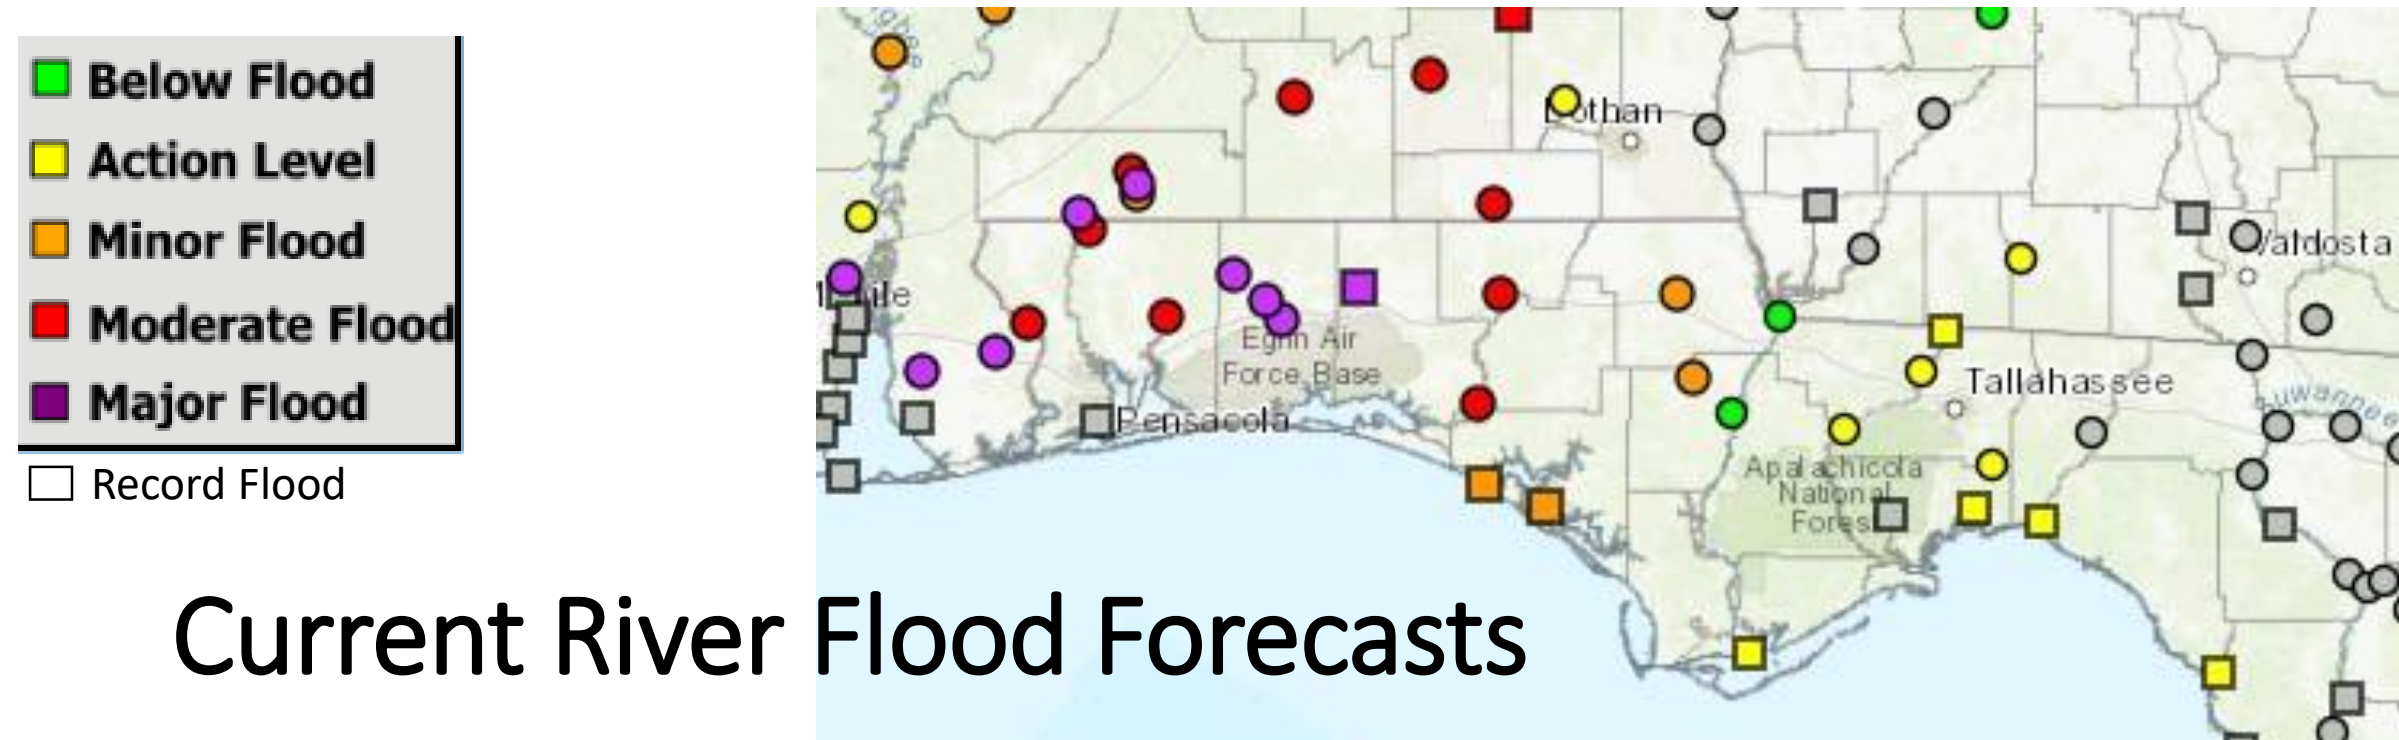 Below Flood
Action Level
Minor Flood
Moderate Flood
Major Flood
Record Flood
Dothan
Valdosta
Eglin Air
Force Base
Tallahassee
Suwannee
Pensacola
Apalachicola
National
Forest
Current River Flood Forecasts